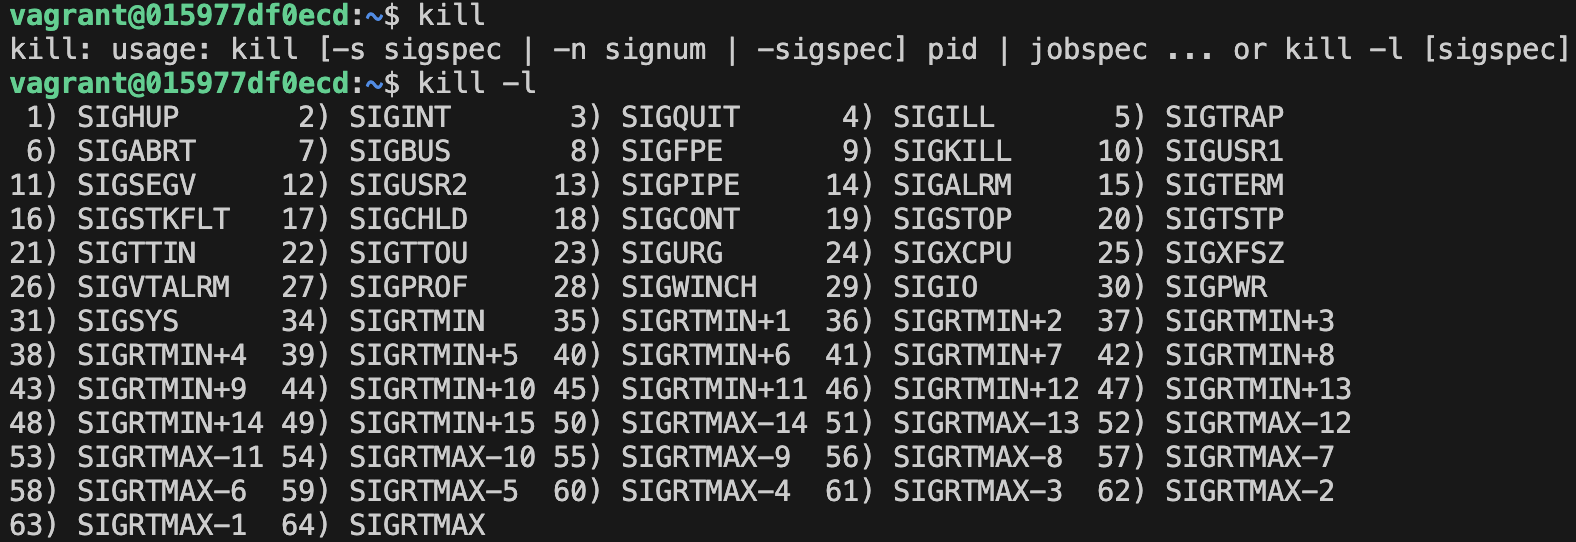 vagrant@015977df0ecd:~$ kill
kill: usage: kill [-s sigspec | -n signum | -sigspec] pid | jobspec ... or kill -l [sigspec]
vagrant@015977df0ecd:~$ kill -l
 1) SIGHUP       2) SIGINT       3) SIGQUIT      4) SIGILL       5) SIGTRAP
 6) SIGABRT      7) SIGBUS       8) SIGFPE       9) SIGKILL     10) SIGUSR1
11) SIGSEGV     12) SIGUSR2     13) SIGPIPE     14) SIGALRM     15) SIGTERM
16) SIGSTKFLT   17) SIGCHLD     18) SIGCONT     19) SIGSTOP     20) SIGTSTP
21) SIGTTIN     22) SIGTTOU     23) SIGURG      24) SIGXCPU     25) SIGXFSZ
26) SIGVTALRM   27) SIGPROF     28) SIGWINCH    29) SIGIO       30) SIGPWR
31) SIGSYS      34) SIGRTMIN    35) SIGRTMIN+1  36) SIGRTMIN+2  37) SIGRTMIN+3
38) SIGRTMIN+4  39) SIGRTMIN+5  40) SIGRTMIN+6  41) SIGRTMIN+7  42) SIGRTMIN+8
43) SIGRTMIN+9  44) SIGRTMIN+10 45) SIGRTMIN+11 46) SIGRTMIN+12 47) SIGRTMIN+13
48) SIGRTMIN+14 49) SIGRTMIN+15 50) SIGRTMAX-14 51) SIGRTMAX-13 52) SIGRTMAX-12
53) SIGRTMAX-11 54) SIGRTMAX-10 55) SIGRTMAX-9  56) SIGRTMAX-8  57) SIGRTMAX-7
58) SIGRTMAX-6  59) SIGRTMAX-5  60) SIGRTMAX-4  61) SIGRTMAX-3  62) SIGRTMAX-2
63) SIGRTMAX-1  64) SIGRTMAX